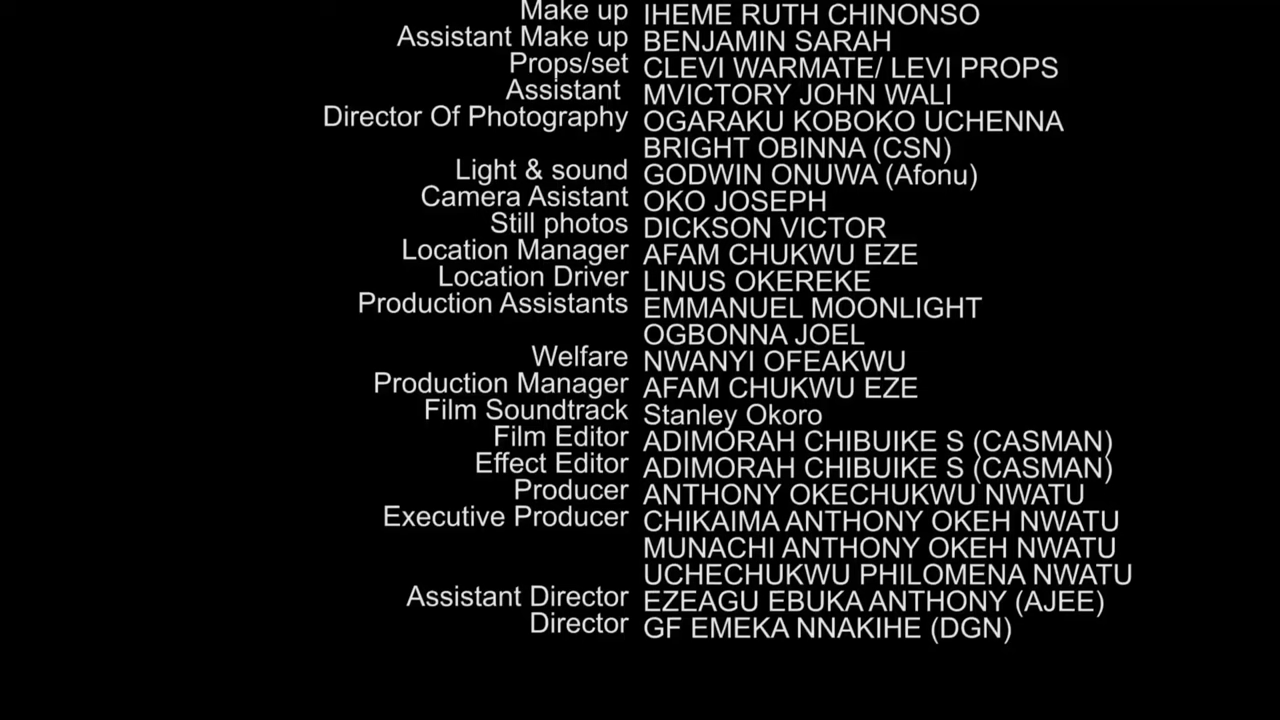 Make up IHEME RUTH CHINONSO
Assistant Make up BENJAMIN SARAH
Props/set CLEVI WARMATE/ LEVI PROPS
Assistant MVICTORY JOHN WALI
Director Of Photography OGARAKU KOBOKO UCHENNA
BRIGHT OBINNA (CSN)
Light & sound GODWIN ONUWA (Afonu)
Camera Asistant OKO JOSEPH
Still photos DICKSON VICTOR
Location Manager AFAM CHUKWU EZE
Location Driver LINUS OKEREKE
Production Assistants EMMANUEL MOONLIGHT
OGBONNA JOEL
Welfare NWANYI OFEAKWU
Production Manager AFAM CHUKWU EZE
Film Soundtrack Stanley Okoro
Film Editor ADIMORAH CHIBUIKE S (CASMAN)
Effect Editor ADIMORAH CHIBUIKE S (CASMAN)
Producer ANTHONY OKECHUKWU NWATU
Executive Producer CHIKAIMA ANTHONY OKEH NWATU
MUNACHI ANTHONY OKEH NWATU
UCHECHUKWU PHILOMENA NWATU
Assistant Director EZEAGU EBUKA ANTHONY (AJEE)
Director GF EMEKA NNAKIHE (DGN)